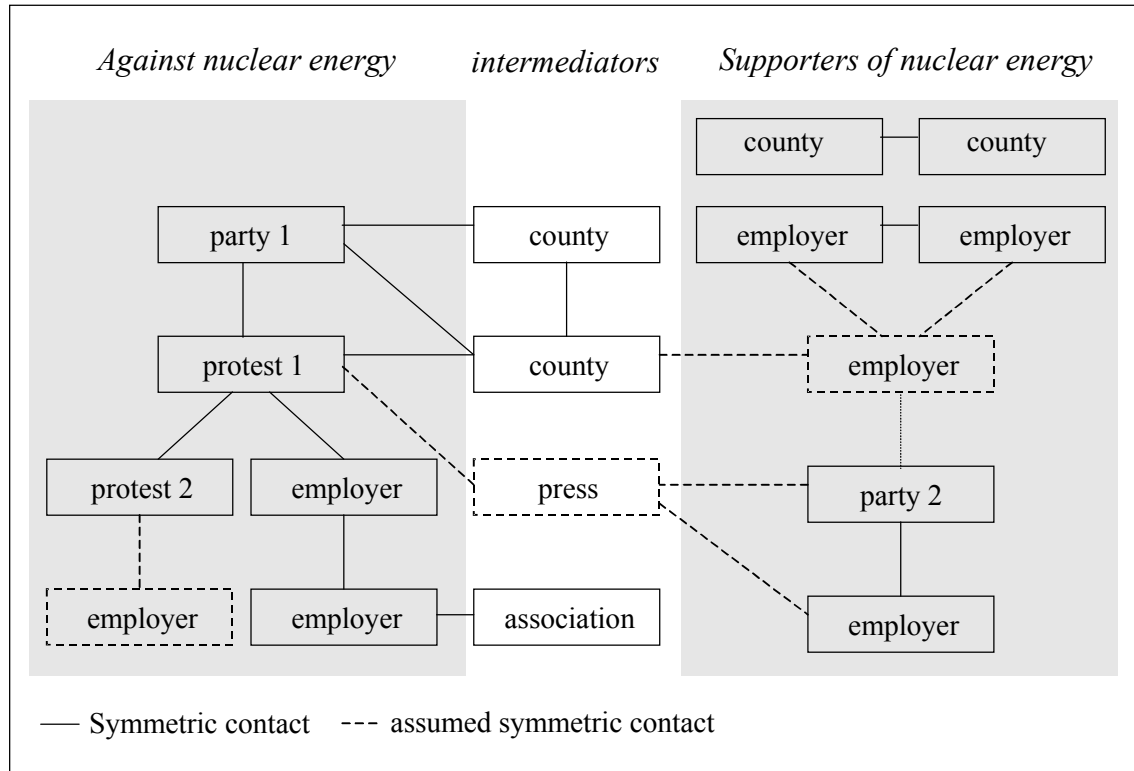 Against nuclear energy intermediators Supporters of nuclear energy
county county
party 1 county employer employer
protest 1 county employer
protest 2 employer press party 2
employer employer association employer
Symmetric contact assumed symmetric contact